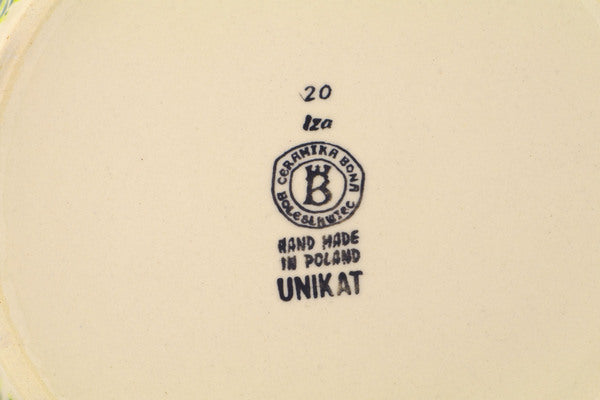 20
Iza
CERAMIKA BONA
B
BOLESŁAWIEC
HAND MADE
IN POLAND
UNIKAT